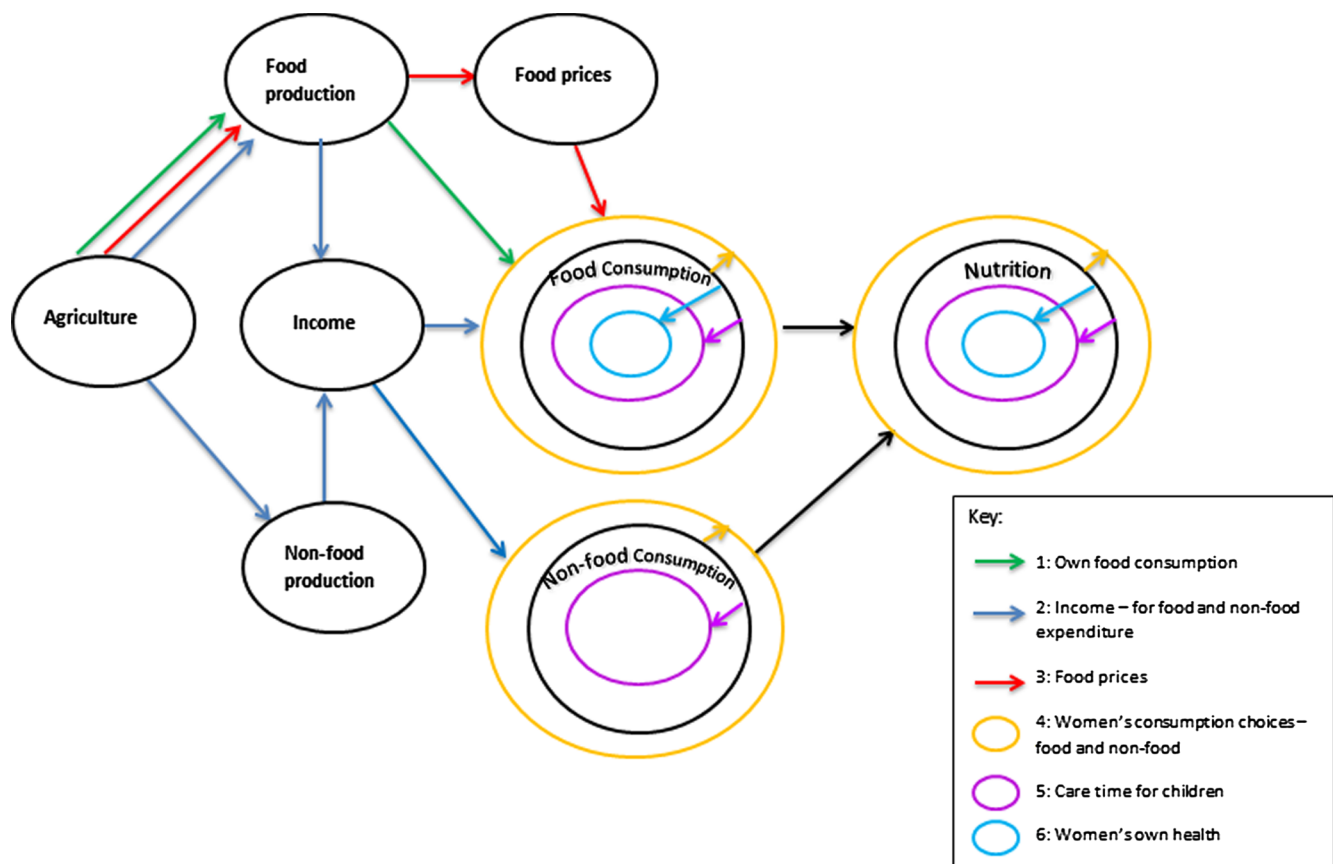 Food
production
Food prices
Agriculture
Income
Food Consumption
Nutrition
Non-food
production
Non-food Consumption
Key:
1: Own food consumption
2: Income – for food and non-food
expenditure
3: Food prices
4: Women's consumption choices –
food and non-food
5: Care time for children
6: Women's own health